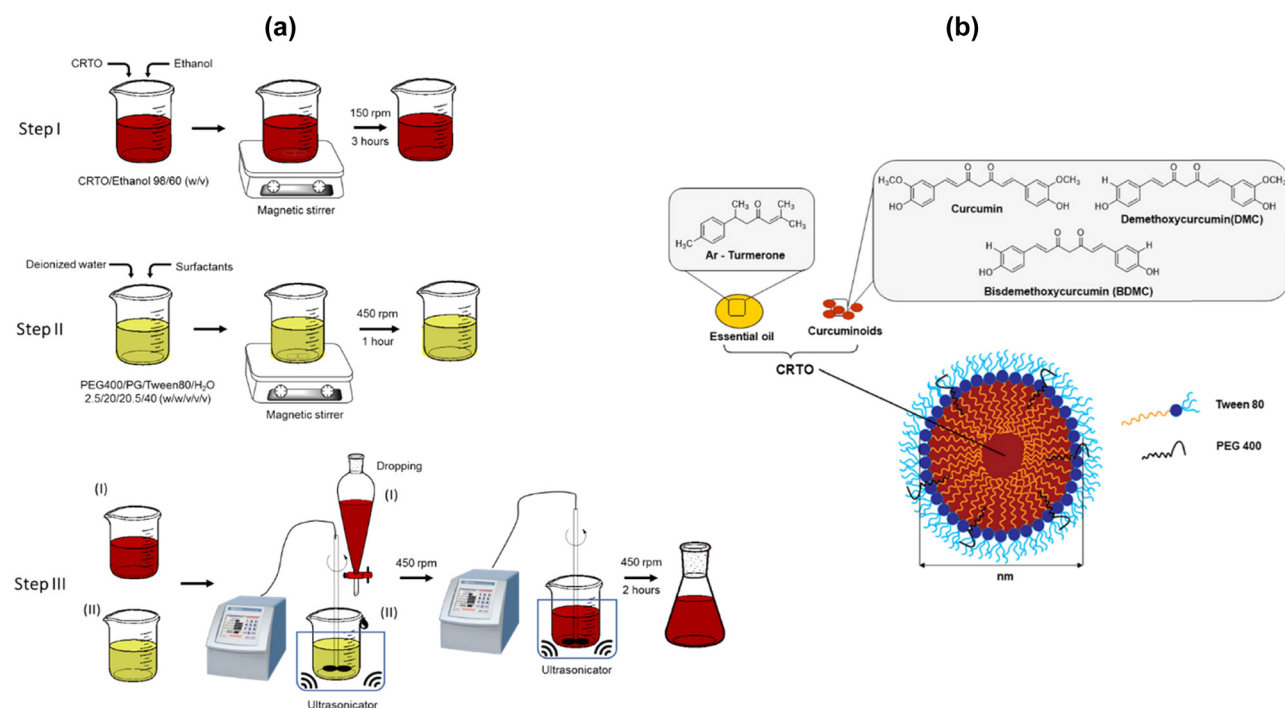 (a)
CRTO
Ethanol
Step I
150 rpm
3 hours
CRTO/Ethanol 98/60 (w/v)
Magnetic stirrer
Deionized water
Surfactants
Step II
450 rpm
1 hour
PEG400/PG/Tween80/H₂O
2.5/20/20.5/40 (w/w/v/v/v)
Magnetic stirrer
Dropping
(I)
(I)
Step III
450 rpm
450 rpm
2 hours
(II)
(II)
Ultrasonicator
Ultrasonicator
(b)
CH₃
O
CH₃
CH₃
CH₃
Ar - Turmerone
O
O
H₃CO
OCH₃
HO
OH
Curcumin
O
O
H
OCH₃
HO
OH
Demethoxycurcumin(DMC)
O
O
H
H
HO
OH
Bisdemethoxycurcumin (BDMC)
Essential oil
Curcuminoids
CRTO
Tween 80
PEG 400
nm